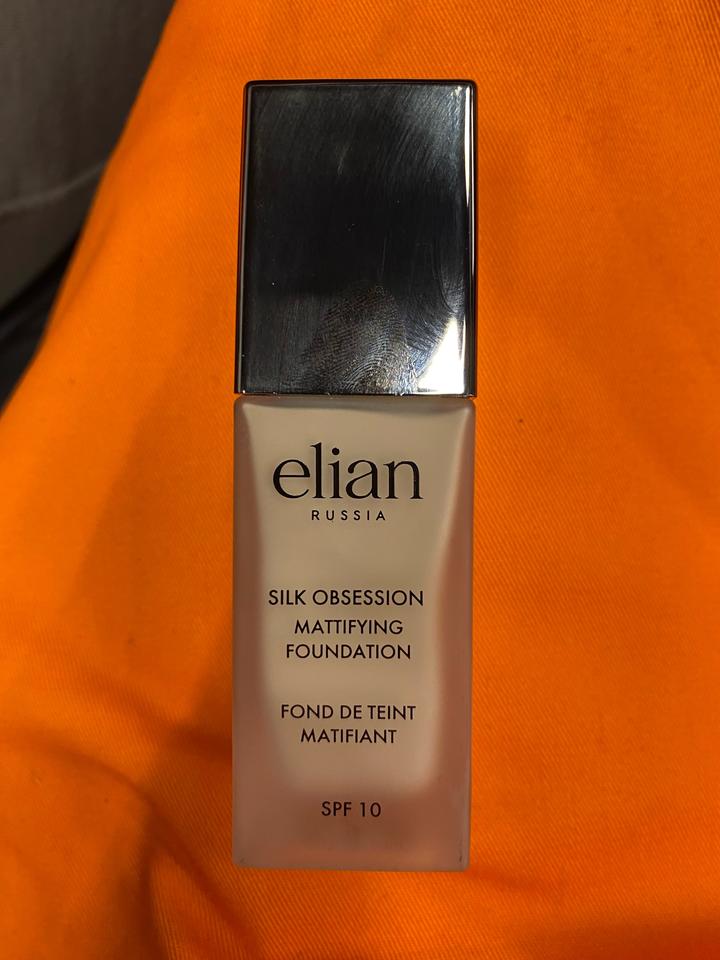 elian
RUSSIA
SILK OBSESSION
MATTIFYING
FOUNDATION
FOND DE TEINT
MATIFIANT
SPF 10